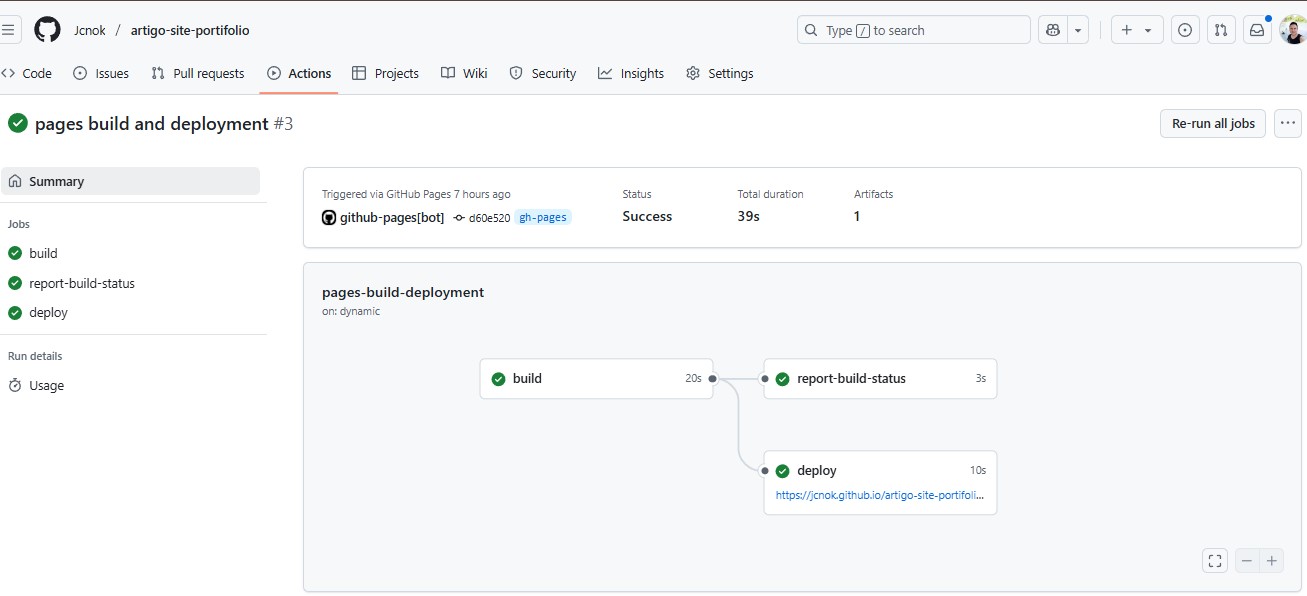 Jcnok / artigo-site-portifolio
Type / to search
Code Issues Pull requests Actions Projects Wiki Security Insights Settings
pages build and deployment #3
Re-run all jobs
Summary
Jobs
build
report-build-status
deploy
Run details
Usage
Triggered via GitHub Pages 7 hours ago
github-pages[bot] d60e520 gh-pages
Status
Success
Total duration
39s
Artifacts
1
pages-build-deployment
on: dynamic
build 20s
report-build-status 3s
deploy 10s
https://jcnok.github.io/artigo-site-portifoli...